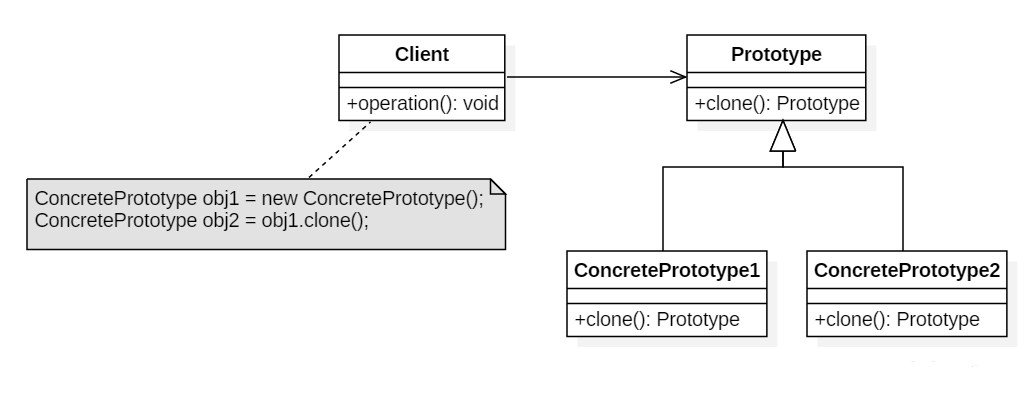 Client
+operation(): void
Prototype
+clone(): Prototype
ConcretePrototype obj1 = new ConcretePrototype();
ConcretePrototype obj2 = obj1.clone();
ConcretePrototype1
+clone(): Prototype
ConcretePrototype2
+clone(): Prototype